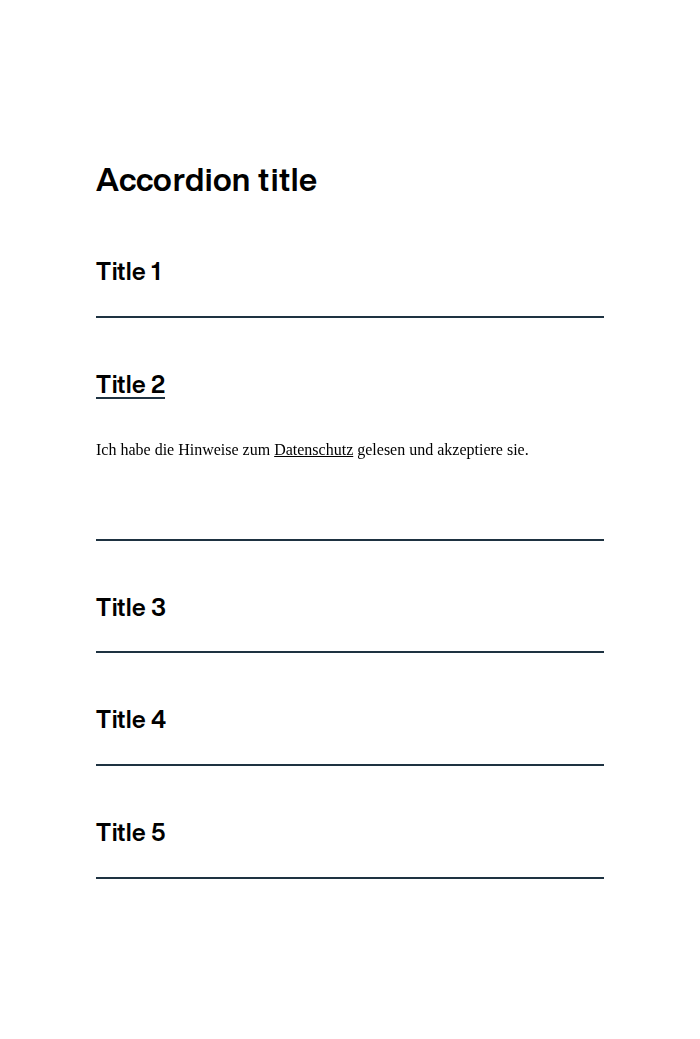 Accordion title
Title 1
Title 2
Ich habe die Hinweise zum Datenschutz gelesen und akzeptiere sie.
Title 3
Title 4
Title 5